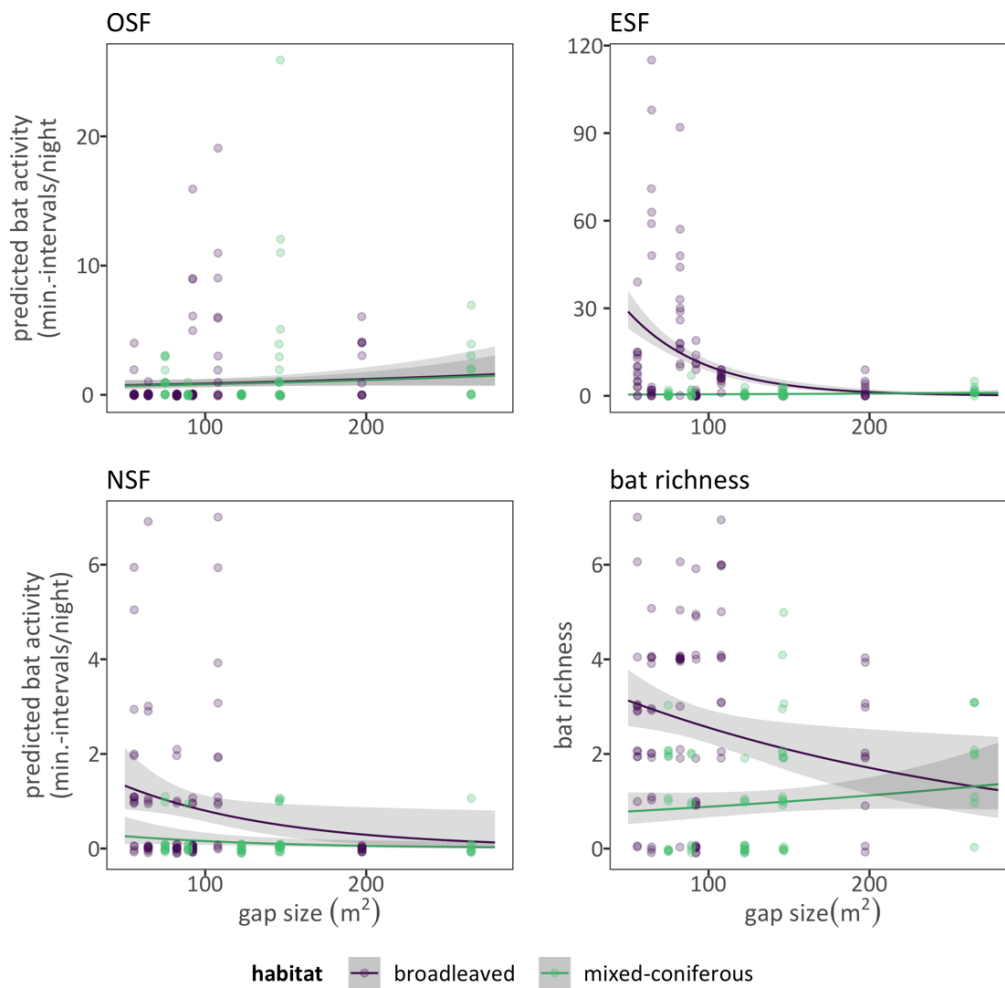 OSF
ESF
predicted bat activity
(min.-intervals/night
20
10
0
100
200
120
90
60
30
0
100
200
NSF
bat richness
predicted bat activity
(min.-intervals/night)
6
4
2
0
100
200
gap size (m²)
bat richness
6
4
2
0
100
200
gap size(m²)
habitat broadleaved mixed-coniferous